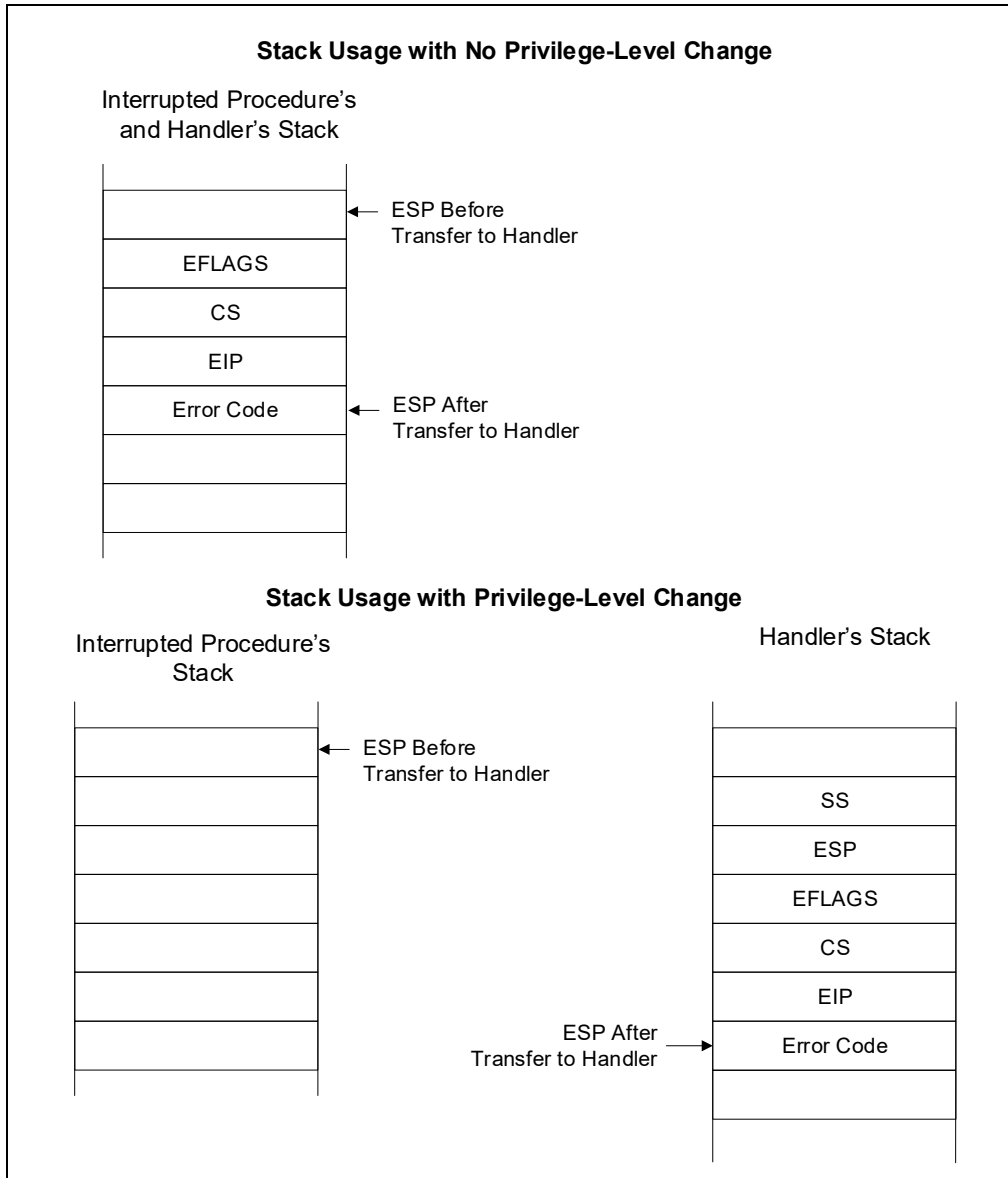 Stack Usage with No Privilege-Level Change
Interrupted Procedure’s
and Handler’s Stack
ESP Before
Transfer to Handler
EFLAGS
CS
EIP
Error Code
ESP After
Transfer to Handler
Stack Usage with Privilege-Level Change
Interrupted Procedure’s
Stack
Handler’s Stack
ESP Before
Transfer to Handler
SS
ESP
EFLAGS
CS
EIP
ESP After
Transfer to Handler
Error Code